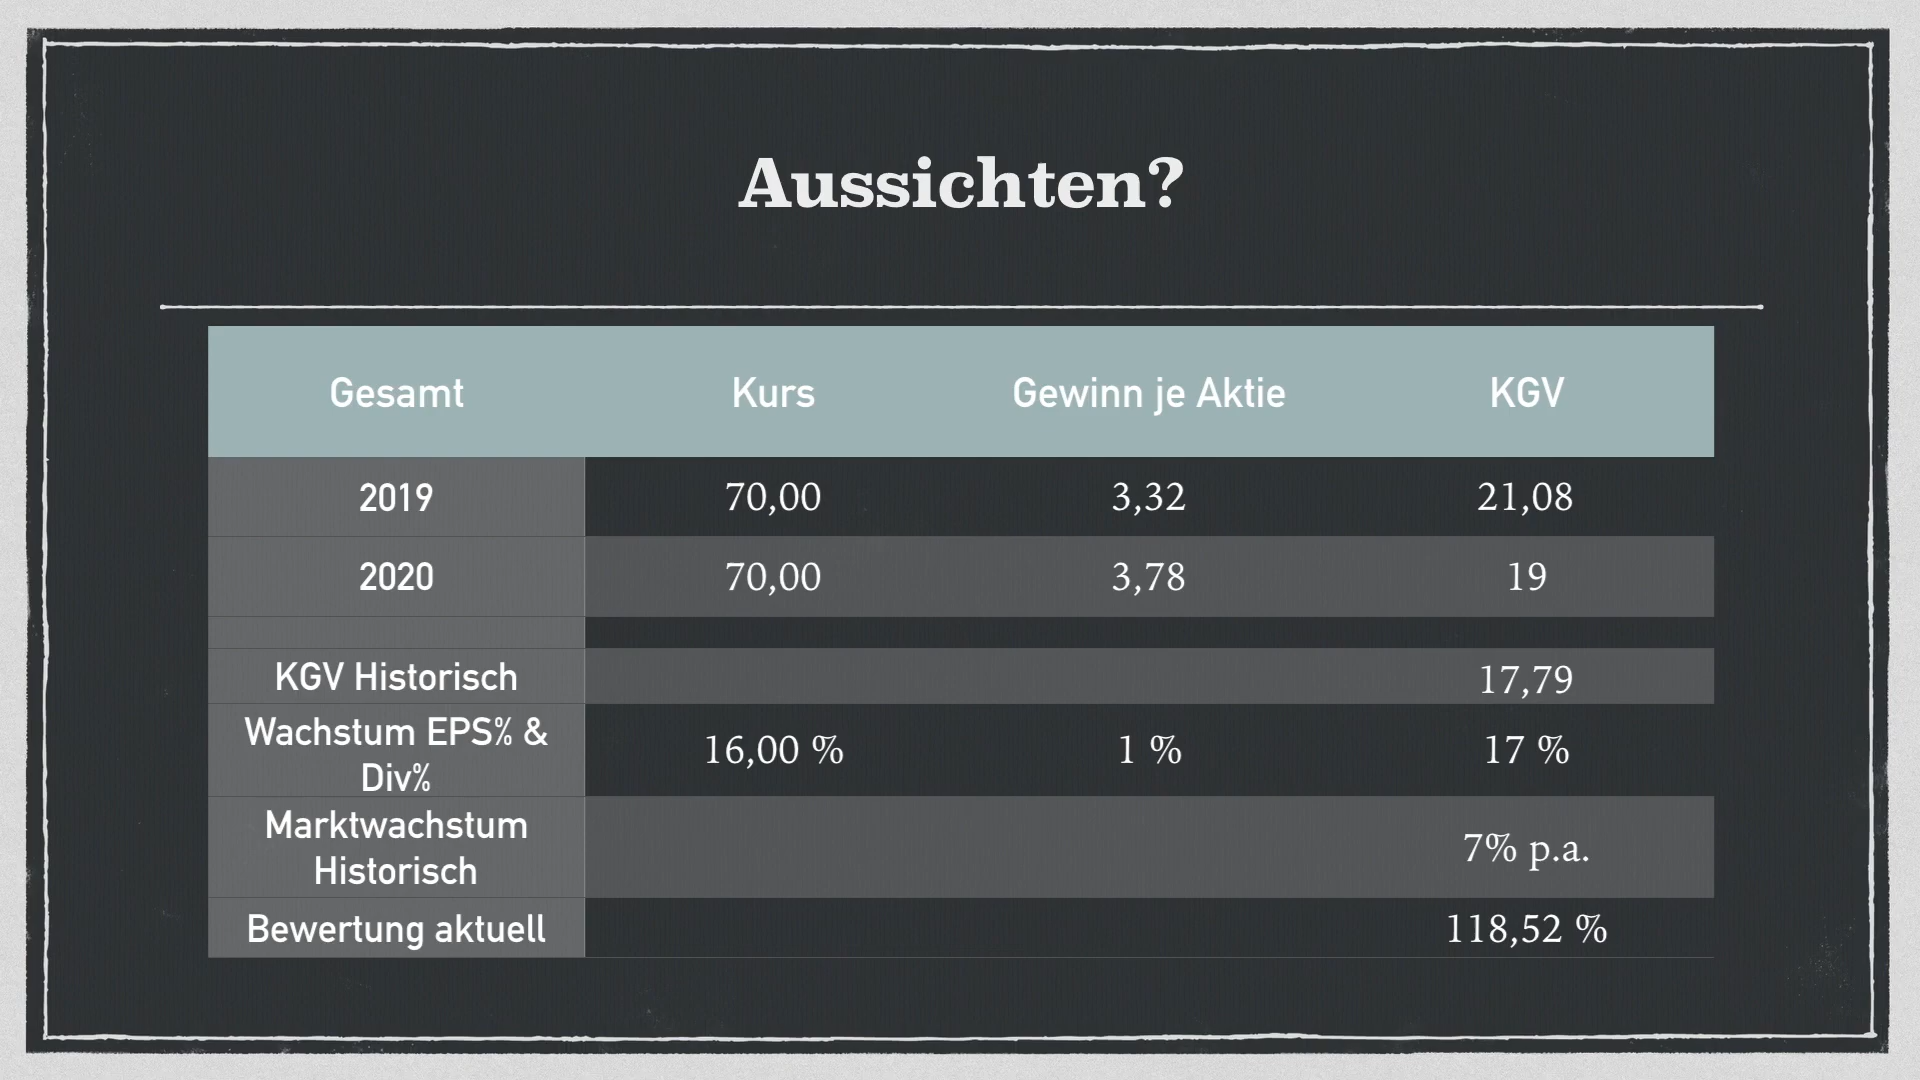 Aussichten?
Gesamt Kurs Gewinn je Aktie KGV
2019 70,00 3,32 21,08
2020 70,00 3,78 19
KGV Historisch 17,79
Wachstum EPS% &
Div% 16,00 % 1 % 17 %
Marktwachstum
Historisch 7% p.a.
Bewertung aktuell 118,52 %